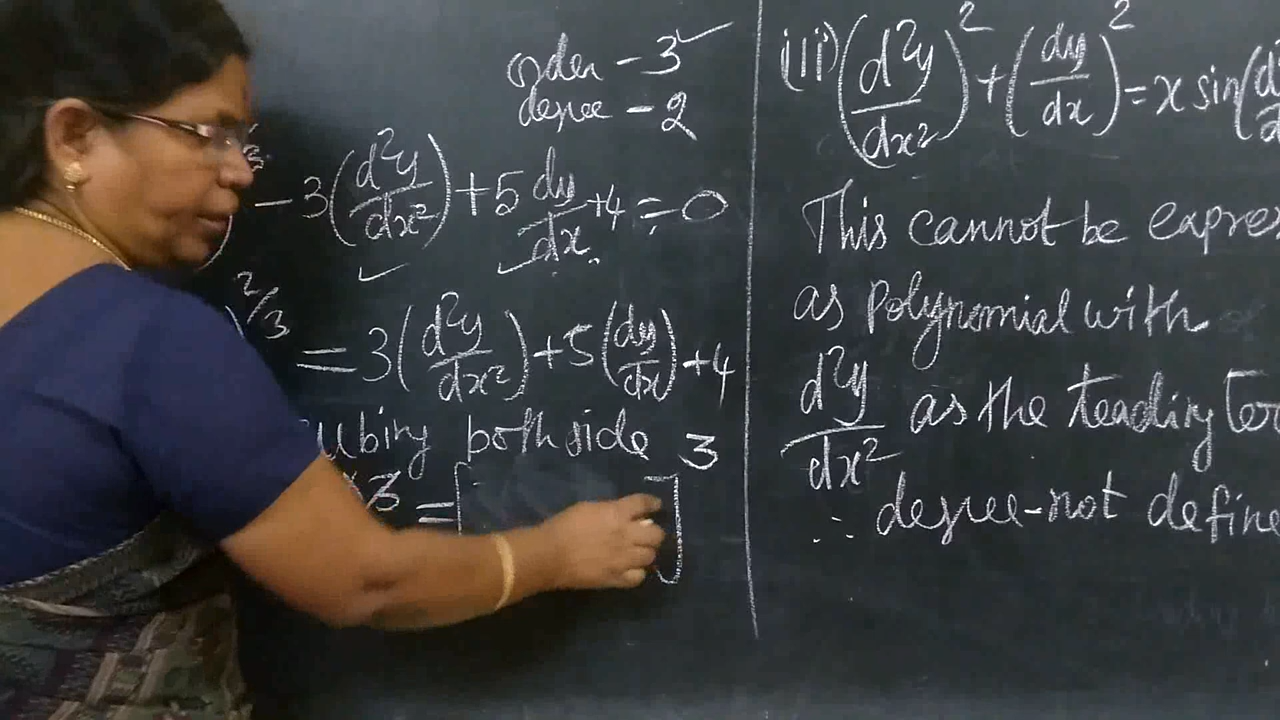 order - 3 ✓
degree - 2
- 3(d²y/dx²) + 5 dy/dx + 4 = 0
2/3 = 3(d²y/dx²) + 5(dy/dx) + 4
cubing both side
3 = [ ]³
(iii) (d²y/dx²)² + (dy/dx)² = x sin(
This cannot be expres
as polynomial with
d²y/dx² as the leading ter
∴ degree-not define